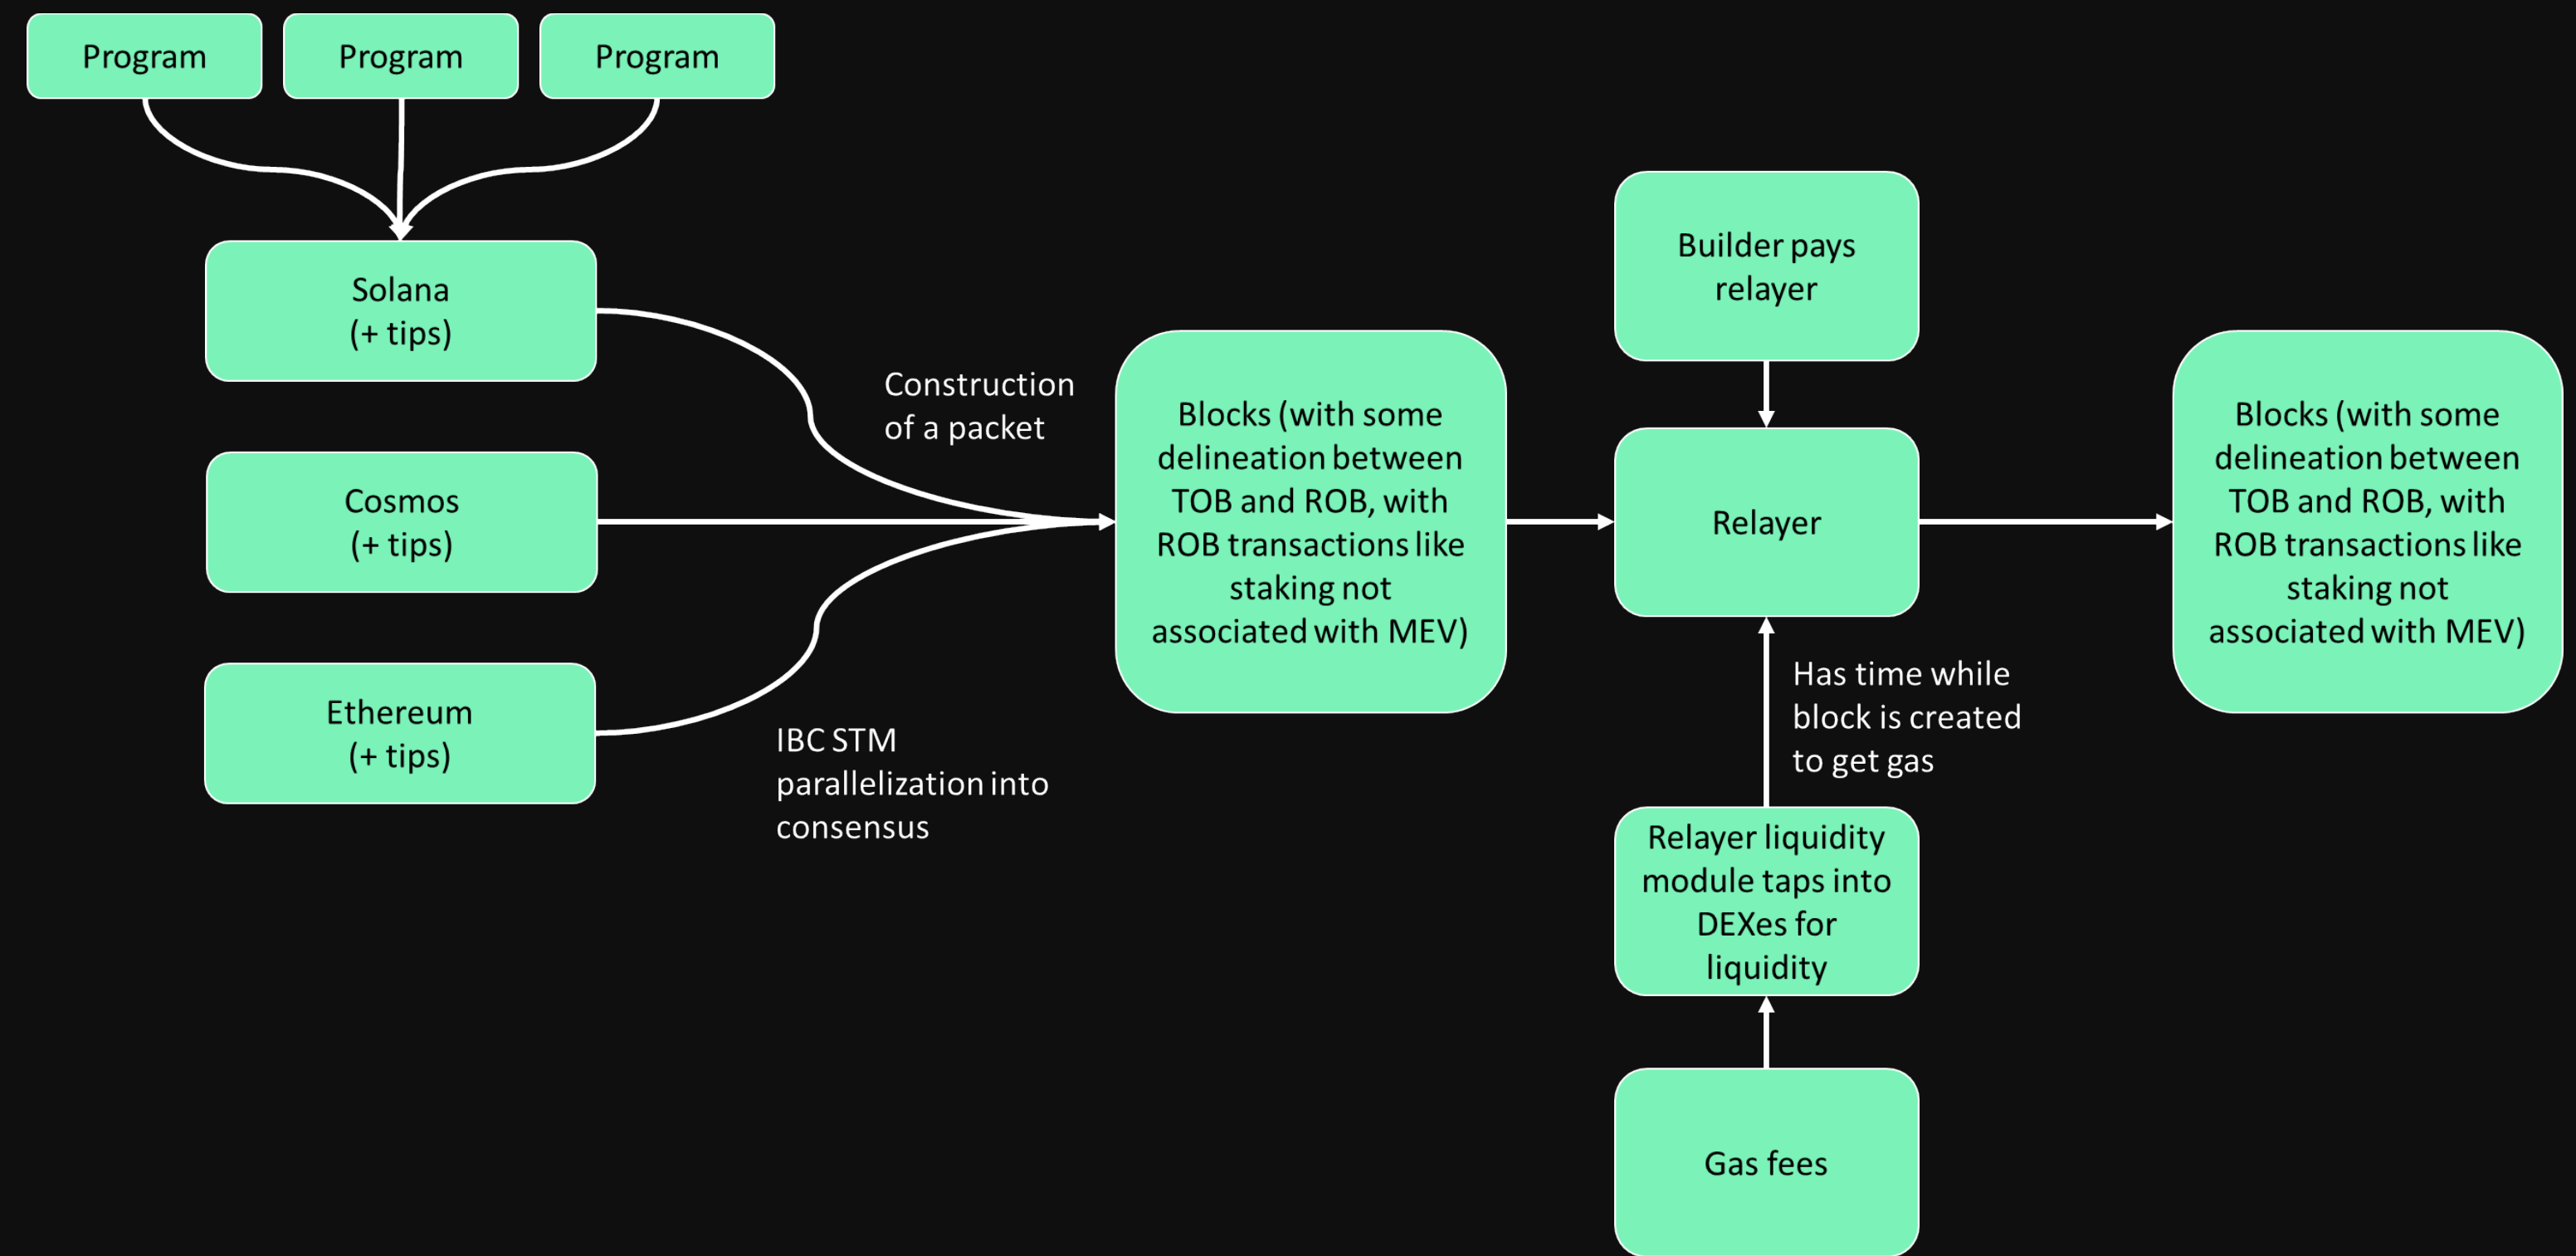 Program
Program
Program
Solana
(+ tips)
Cosmos
(+ tips)
Ethereum
(+ tips)
Construction
of a packet
IBC STM
parallelization into
consensus
Blocks (with some
delineation between
TOB and ROB, with
ROB transactions like
staking not
associated with MEV)
Builder pays
relayer
Relayer
Has time while
block is created
to get gas
Relayer liquidity
module taps into
DEXes for
liquidity
Gas fees
Blocks (with some
delineation between
TOB and ROB, with
ROB transactions like
staking not
associated with MEV)